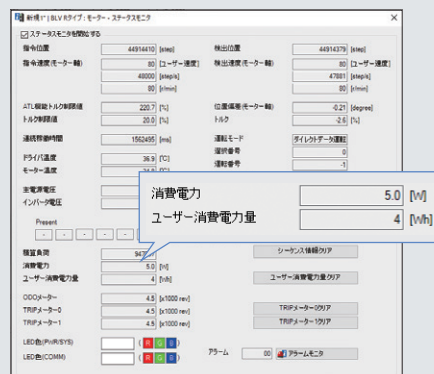 新規1* | BLV Rタイプ：モーター - ステータスモニタ
ステータスモニタを開始する
指令位置 44914410 [step] 検出位置 44914379 [step]
指令速度(モーター軸) 80 [ユーザー速度] 検出速度(モーター軸) 80 [ユーザー速度]
48000 [step/s] 47881 [step/s]
80 [r/min] 80 [r/min]
ATL機能トルク制限値 220.7 [%] 位置偏差(モーター軸) -0.21 [degree]
トルク制限値 20.0 [%] トルク -2.6 [%]
連続稼働時間 1562495 [ms] 運転モード ダイレクトデータ運転
選択番号 0
ドライバ温度 36.9 [℃] 運転番号 -1
モーター温度 [℃]
主電源電圧
インバータ電圧
消費電力 5.0 [W]
ユーザー消費電力量 4 [Wh]
Present
- - - - -
積算負荷 シーケンス情報クリア
消費電力 5.0 [W]
ユーザー消費電力量 4 [Wh] ユーザー消費電力量クリア
ODOメーター 4.5 [x1000 rev]
TRIPメーター0 4.5 [x1000 rev] TRIPメーター0クリア
TRIPメーター1 4.5 [x1000 rev] TRIPメーター1クリア
LED色(PWR/SYS) ( R G B )
LED色(COMM) ( R G B ) アラーム 00 アラームモニタ